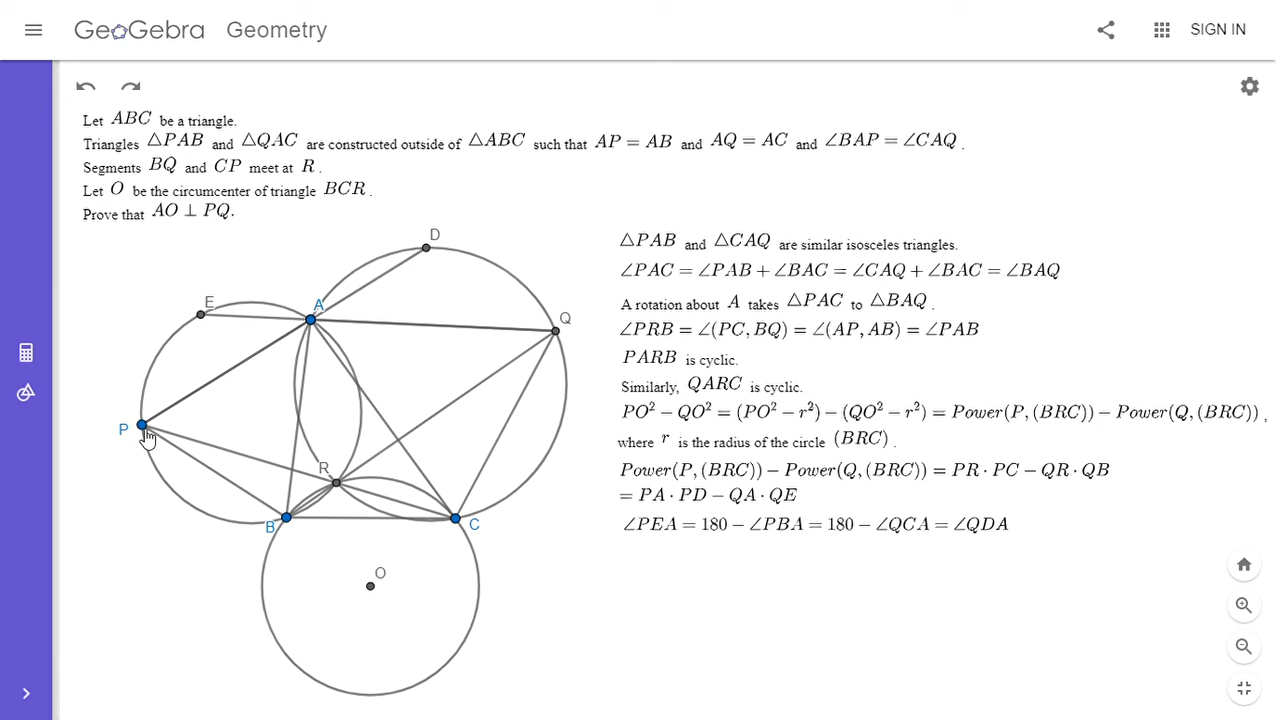 GeoGebra Geometry SIGN IN
Let ABC be a triangle.
Triangles △PAB and △QAC are constructed outside of △ABC such that AP = AB and AQ = AC and ∠BAP = ∠CAQ .
Segments BQ and CP meet at R .
Let O be the circumcenter of triangle BCR .
Prove that AO ⊥ PQ.
△PAB and △CAQ are similar isosceles triangles.
∠PAC = ∠PAB + ∠BAC = ∠CAQ + ∠BAC = ∠BAQ
A rotation about A takes △PAC to △BAQ .
∠PRB = ∠(PC, BQ) = ∠(AP, AB) = ∠PAB
PARB is cyclic.
Similarly, QARC is cyclic.
PO² − QO² = (PO² − r²) − (QO² − r²) = Power(P, (BRC)) − Power(Q, (BRC)) ,
where r is the radius of the circle (BRC) .
Power(P, (BRC)) − Power(Q, (BRC)) = PR · PC − QR · QB
= PA · PD − QA · QE
∠PEA = 180 − ∠PBA = 180 − ∠QCA = ∠QDA
D
E
A
Q
P
R
B
C
O